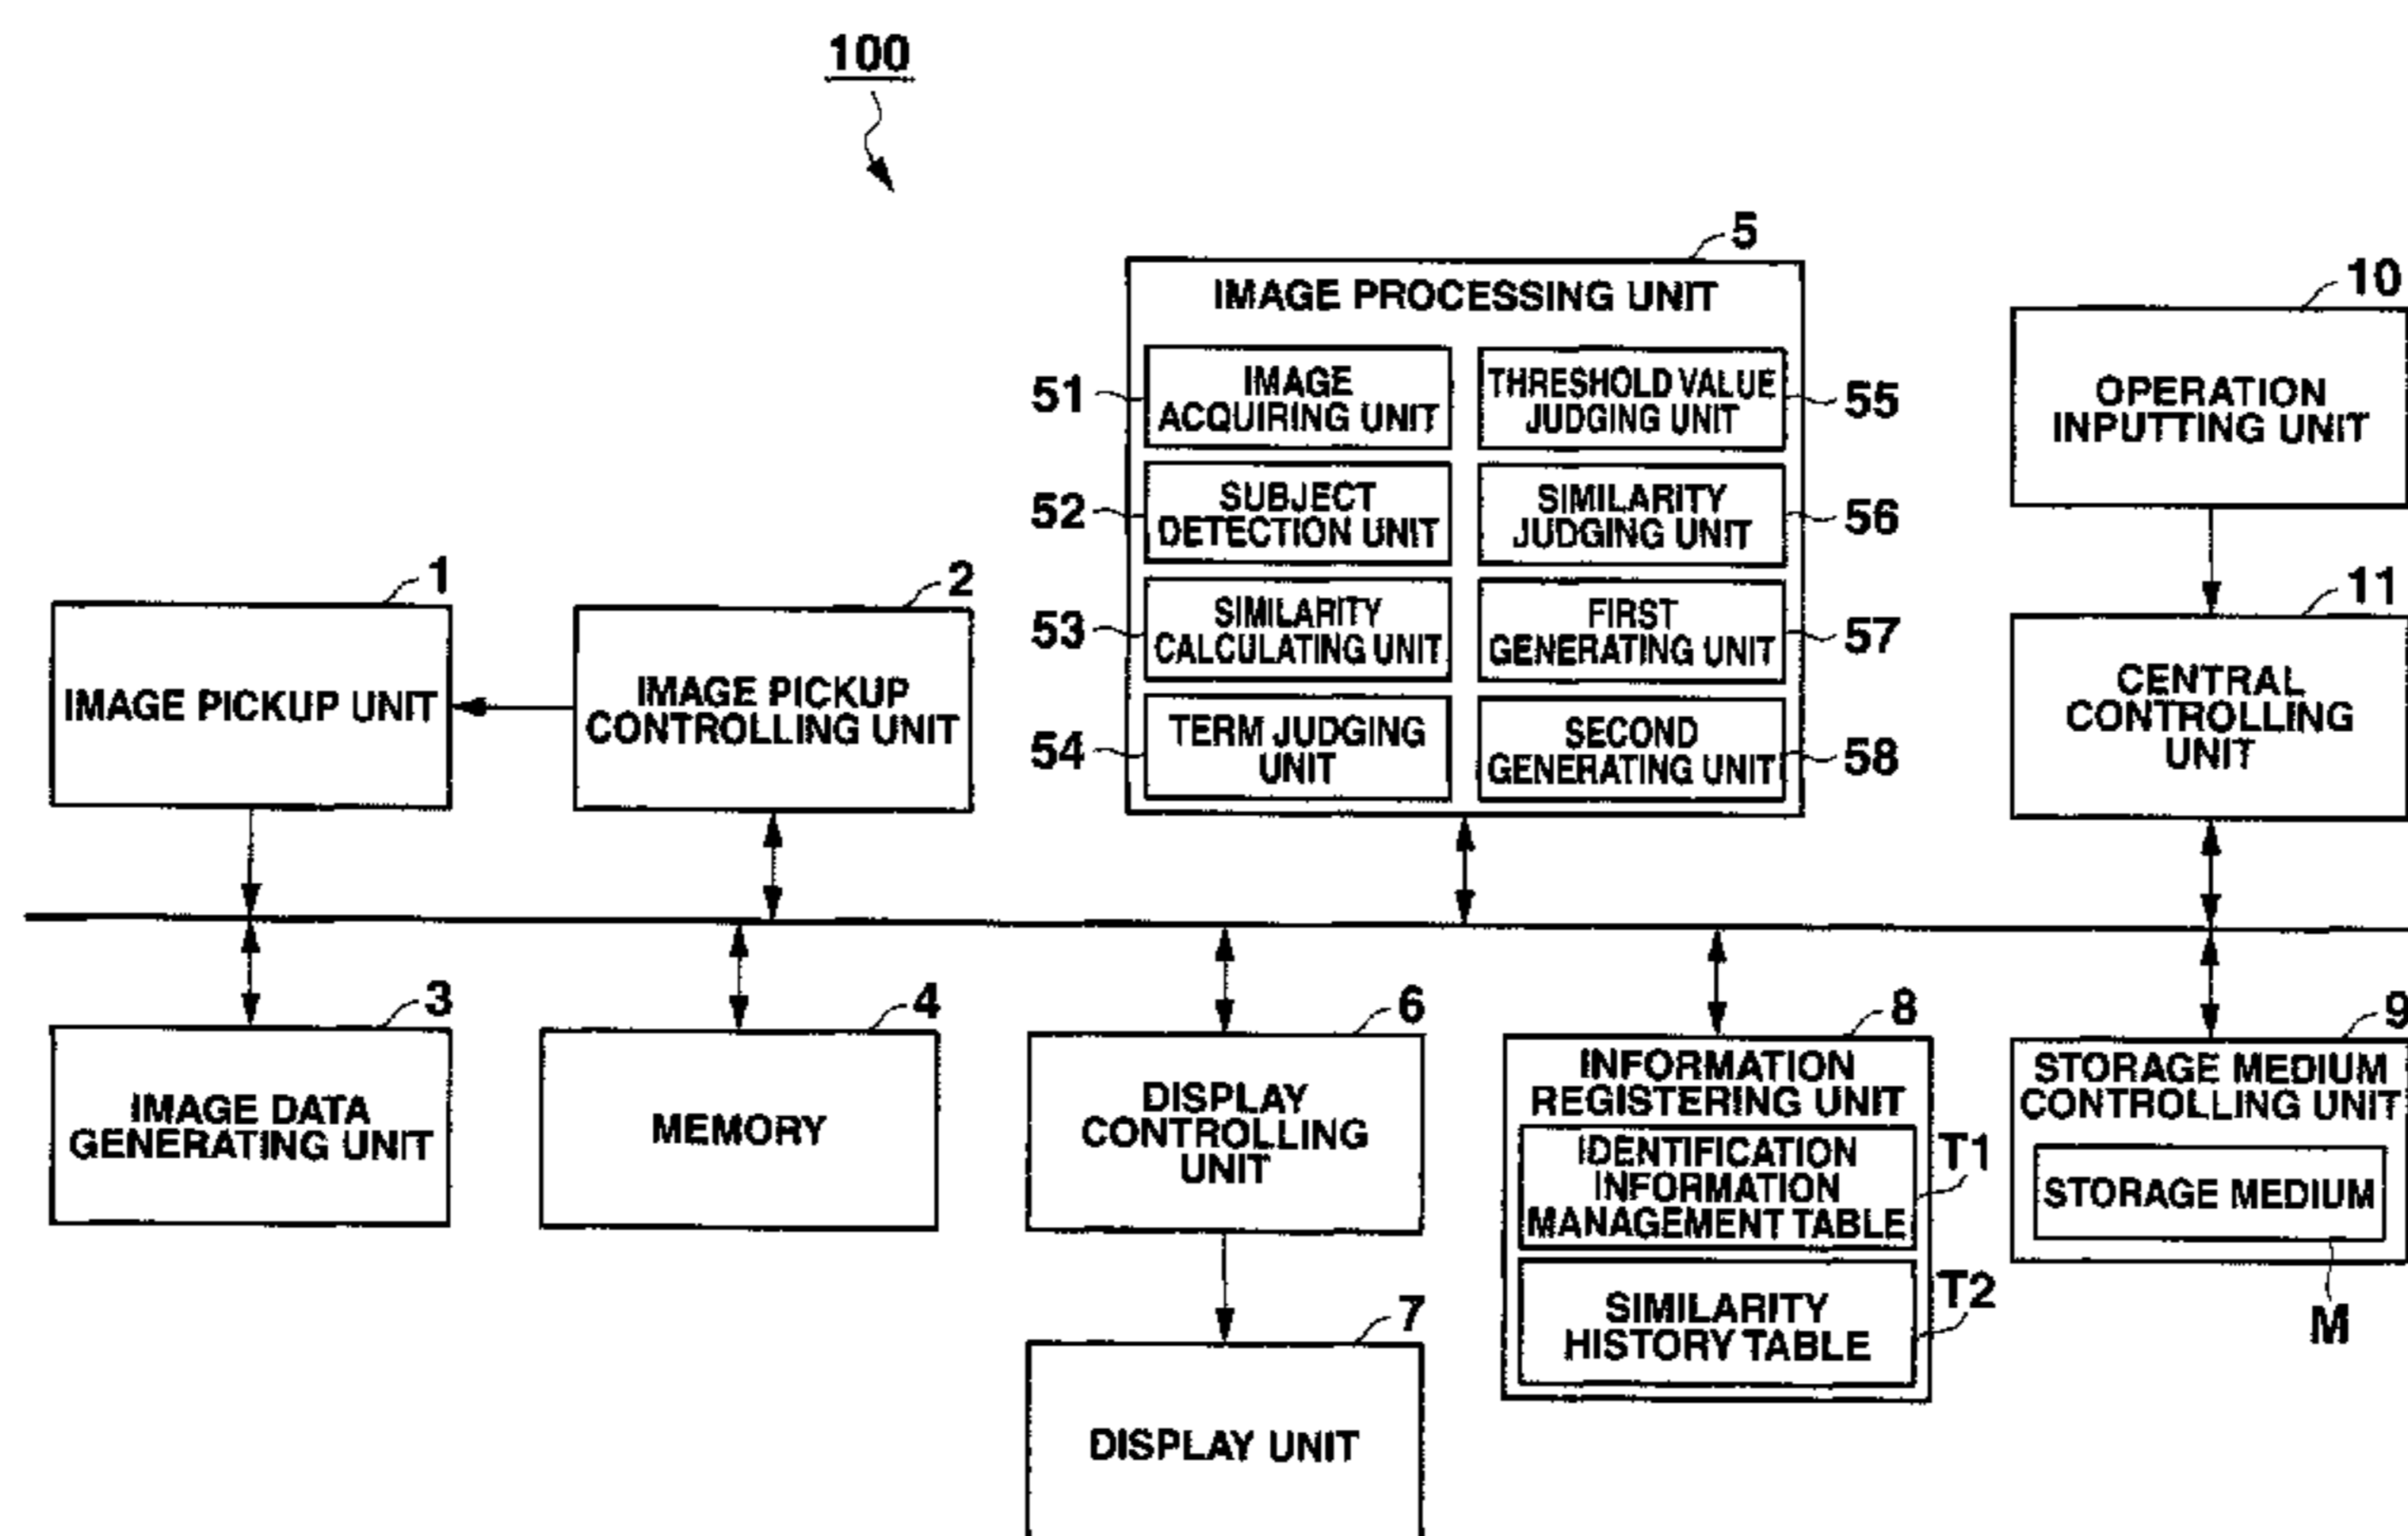 100
5
IMAGE PROCESSING UNIT
51
IMAGE
ACQUIRING UNIT
THRESHOLD VALUE
JUDGING UNIT
55
52
SUBJECT
DETECTION UNIT
SIMILARITY
JUDGING UNIT
56
53
SIMILARITY
CALCULATING UNIT
FIRST
GENERATING UNIT
57
54
TERM JUDGING
UNIT
SECOND
GENERATING UNIT
58
10
OPERATION
INPUTTING UNIT
1
IMAGE PICKUP UNIT
2
IMAGE PICKUP
CONTROLLING UNIT
11
CENTRAL
CONTROLLING
UNIT
3
IMAGE DATA
GENERATING UNIT
4
MEMORY
6
DISPLAY
CONTROLLING
UNIT
8
INFORMATION
REGISTERING UNIT
IDENTIFICATION
INFORMATION
MANAGEMENT TABLE
T1
SIMILARITY
HISTORY TABLE
T2
9
STORAGE MEDIUM
CONTROLLING UNIT
STORAGE MEDIUM
M
7
DISPLAY UNIT